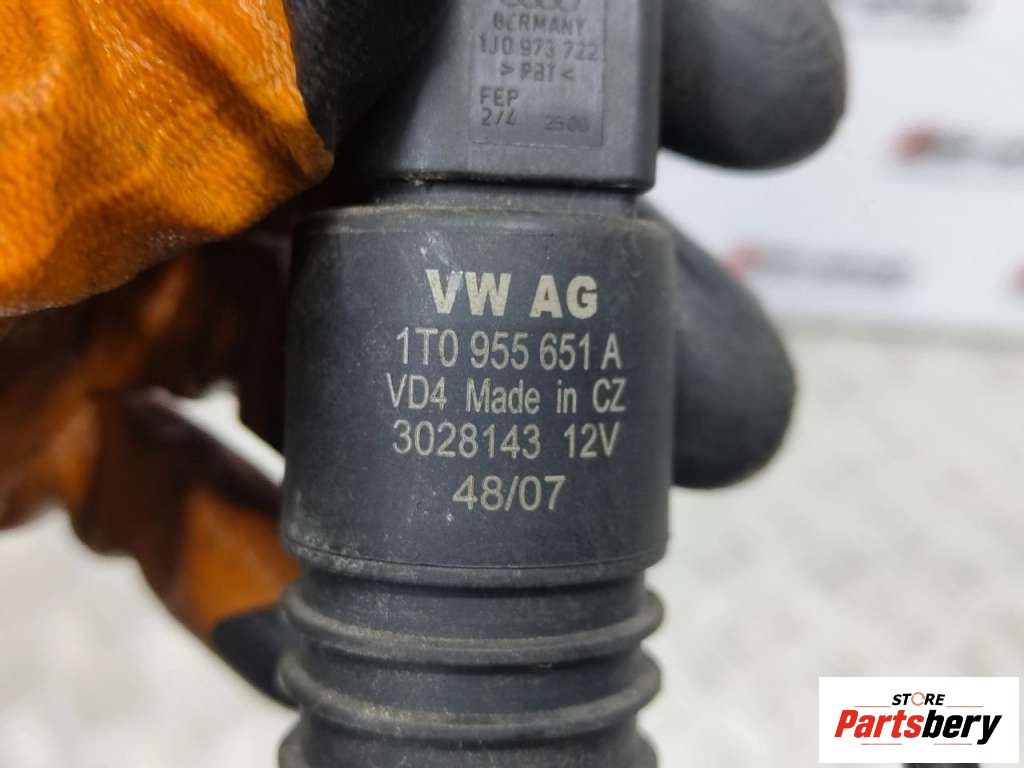 GERMANY
1J0 973 722
>PBT<
FEP
2/4 2500
VW AG
1T0 955 651 A
VD4 Made in CZ
3028143 12V
48/07
STORE
Partsbery